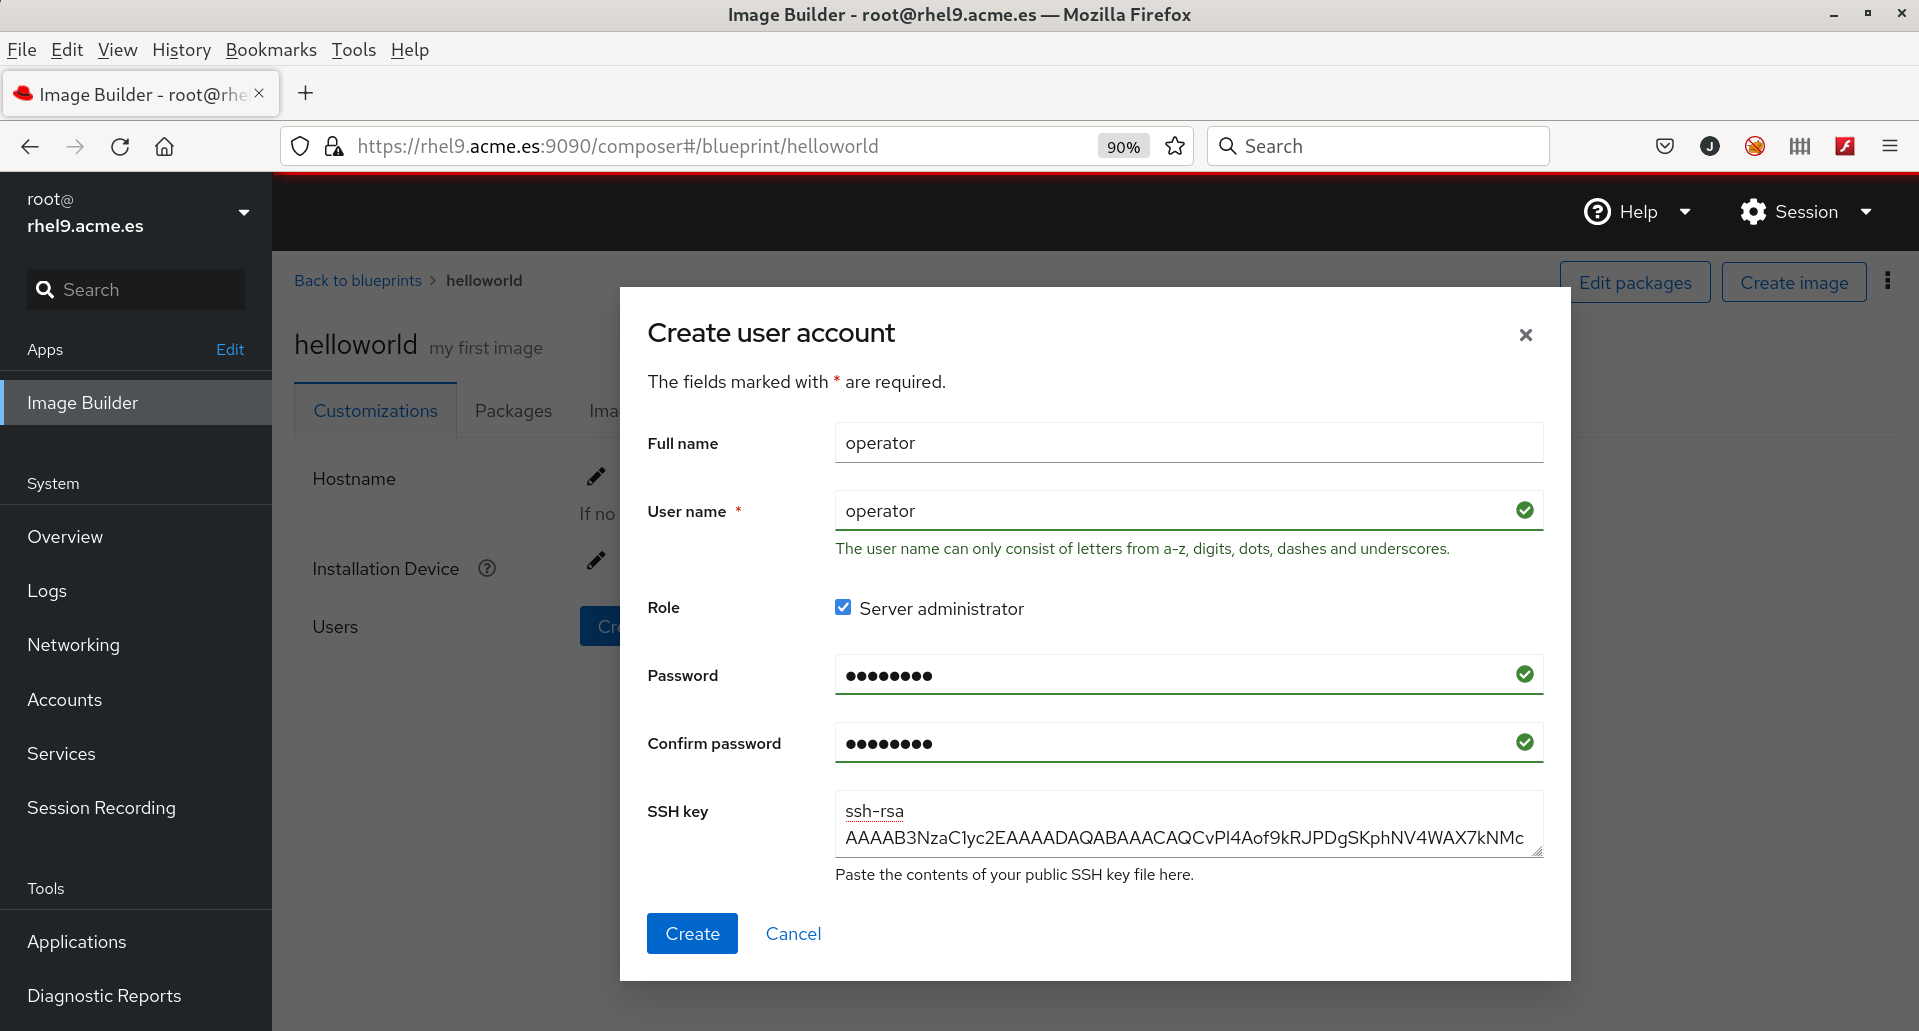 Image Builder - root@rhel9.acme.es — Mozilla Firefox
File Edit View History Bookmarks Tools Help
Image Builder - root@rhe
https://rhel9.acme.es:9090/composer#/blueprint/helloworld 90% Search
root@
rhel9.acme.es
Help Session
Search
Apps Edit
Image Builder
System
Overview
Logs
Networking
Accounts
Services
Session Recording
Tools
Applications
Diagnostic Reports
Back to blueprints > helloworld
Edit packages Create image
helloworld my first image
Customizations Packages Ima
Hostname
If no
Installation Device
Users Cre
Create user account
The fields marked with * are required.
Full name operator
User name * operator
The user name can only consist of letters from a-z, digits, dots, dashes and underscores.
Role Server administrator
Password ●●●●●●●●
Confirm password ●●●●●●●●
SSH key ssh-rsa
AAAAB3NzaC1yc2EAAAADAQABAAACAQCvPl4Aof9kRJPDgSKphNV4WAX7kNMc
Paste the contents of your public SSH key file here.
Create Cancel